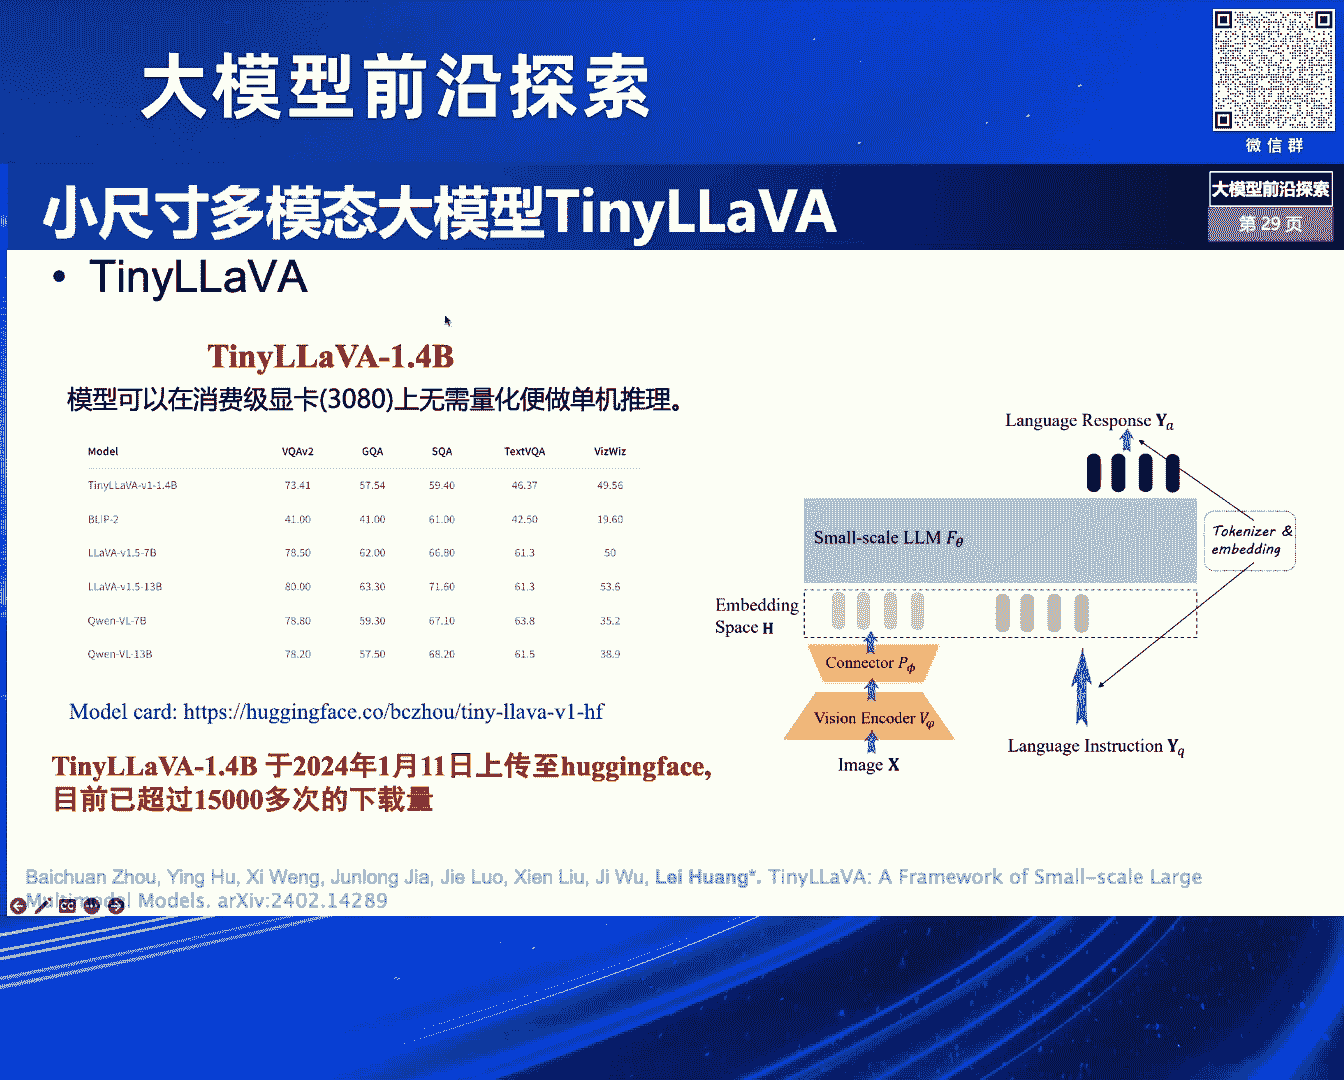 大模型前沿探索
微信群
小尺寸多模态大模型TinyLLaVA
大模型前沿探索
第 29 页
• TinyLLaVA
TinyLLaVA-1.4B
模型可以在消费级显卡(3080)上无需量化便做单机推理。
Model VQAv2 GQA SQA TextVQA VizWiz
TinyLLaVA-v1-1.4B 73.41 57.54 59.40 46.37 49.56
BLIP-2 41.00 41.00 61.00 42.50 19.60
LLaVA-v1.5-7B 78.50 62.00 66.80 61.3 50
LLaVA-v1.5-13B 80.00 63.30 71.60 61.3 53.6
Qwen-VL-7B 78.80 59.30 67.10 63.8 35.2
Qwen-VL-13B 78.20 57.50 68.20 61.5 38.9
Model card: https://huggingface.co/bczhou/tiny-llava-v1-hf
TinyLLaVA-1.4B 于2024年1月11日上传至huggingface,
目前已超过15000多次的下载量
Language Response Ya
Small-scale LLM Fθ
Tokenizer &
embedding
Embedding
Space H
Connector Pϕ
Vision Encoder Vφ
Language Instruction Yq
Image X
Baichuan Zhou, Ying Hu, Xi Weng, Junlong Jia, Jie Luo, Xien Liu, Ji Wu, Lei Huang*. TinyLLaVA: A Framework of Small-scale Large
Multimodal Models. arXiv:2402.14289